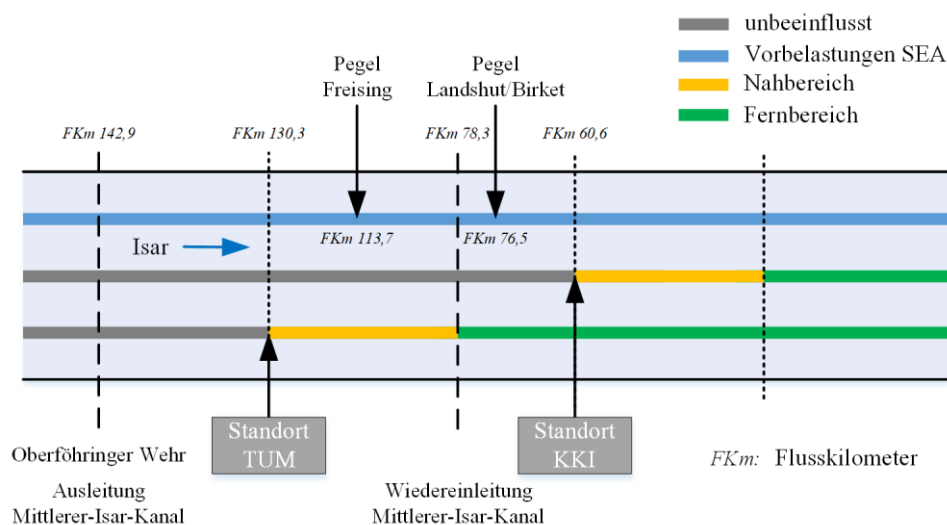 unbeeinflusst
Vorbelastungen SEA
Nahbereich
Fernbereich
Pegel
Freising
Pegel
Landshut/Birket
FKm 142,9
FKm 130,3
FKm 78,3
FKm 60,6
Isar
FKm 113,7
FKm 76,5
Standort
TUM
Standort
KKI
Oberföhringer Wehr
Ausleitung
Mittlerer-Isar-Kanal
Wiedereinleitung
Mittlerer-Isar-Kanal
FKm: Flusskilometer